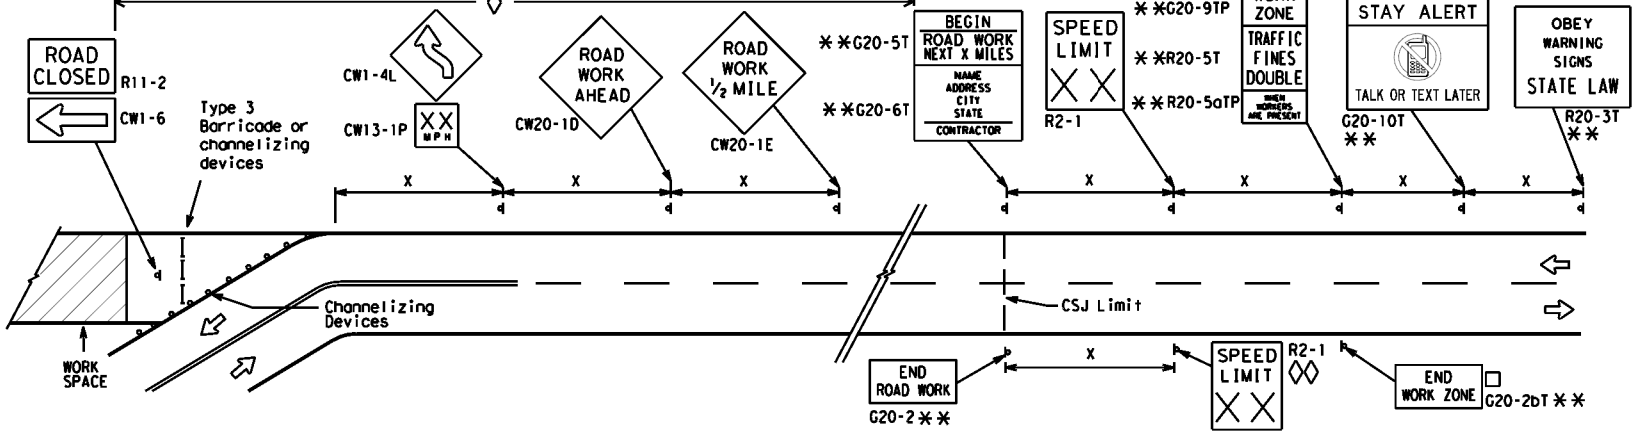 ROAD
CLOSED
R11-2
CW1-6
Type 3
Barricade or
channelizing
devices
CW1-4L
CW13-1P
XX
MPH
ROAD
WORK
AHEAD
CW20-1D
ROAD
WORK
1/2 MILE
CW20-1E
**G20-5T
BEGIN
ROAD WORK
NEXT X MILES
**G20-6T
NAME
ADDRESS
CITY
STATE
CONTRACTOR
SPEED
LIMIT
X X
R2-1
**G20-9TP
ZONE
**R20-5T
TRAFFIC
FINES
DOUBLE
**R20-5aTP
WHEN
WORKERS
ARE PRESENT
STAY ALERT
TALK OR TEXT LATER
G20-10T
**
OBEY
WARNING
SIGNS
STATE LAW
R20-3T
**
X X X X X X X
Channelizing
Devices
CSJ Limit
WORK
SPACE
END
ROAD WORK
G20-2 **
X
SPEED
LIMIT
X X
R2-1
END
WORK ZONE
G20-2bT **